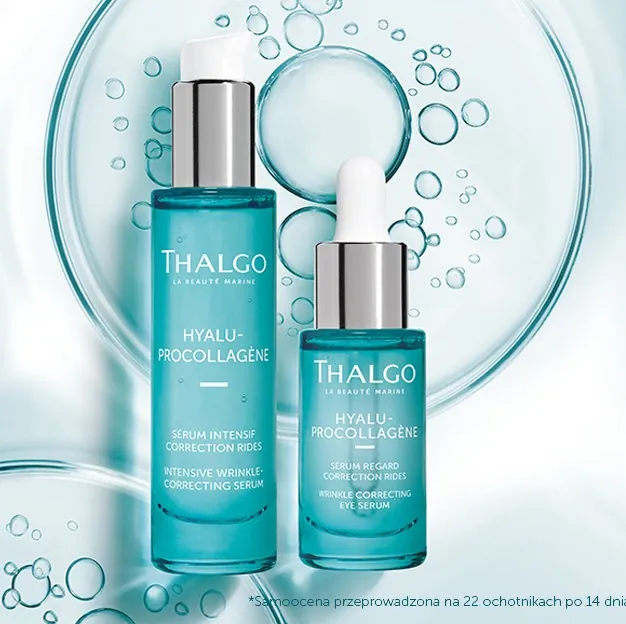 THALGO
LA BEAUTÉ MARINE
HYALU-
PROCOLLAGÈNE
SÉRUM INTENSIF
CORRECTION RIDES
INTENSIVE WRINKLE-
CORRECTING SERUM
THALGO
LA BEAUTÉ MARINE
HYALU-
PROCOLLAGÈNE
SÉRUM REGARD
CORRECTION RIDES
WRINKLE CORRECTING
EYE SERUM
*Samoocena przeprowadzona na 22 ochotnikach po 14 dnia